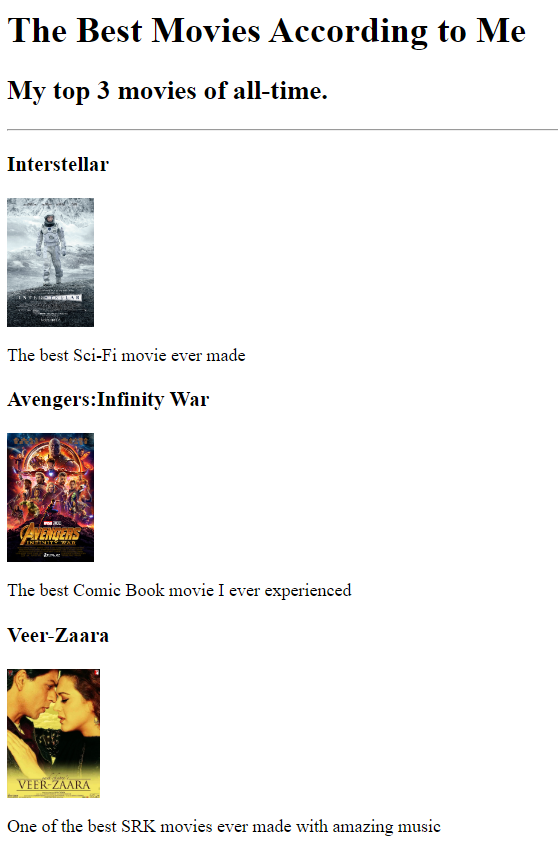 The Best Movies According to Me
My top 3 movies of all-time.
Interstellar
INTERSTELLAR
The best Sci-Fi movie ever made
Avengers:Infinity War
AVENGERS
INFINITY WAR
The best Comic Book movie I ever experienced
Veer-Zaara
VEER-ZAARA
One of the best SRK movies ever made with amazing music